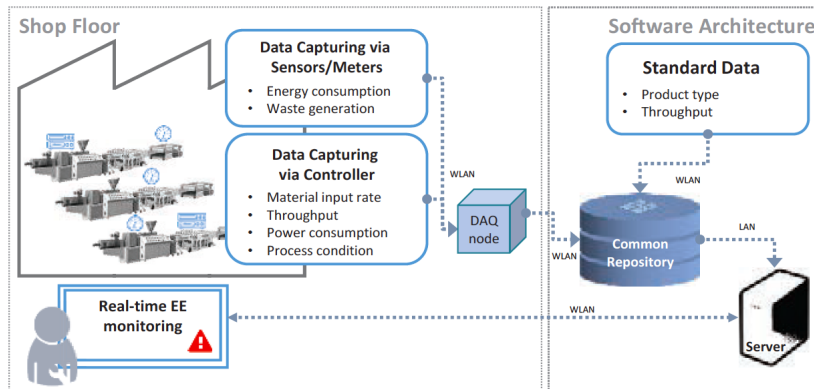 Shop Floor
Software Architecture
Data Capturing via
Sensors/Meters
• Energy consumption
• Waste generation
Standard Data
• Product type
• Throughput
Data Capturing
via Controller
• Material input rate
• Throughput
• Power consumption
• Process condition
WLAN
WLAN
DAQ
node
WLAN
Common
Repository
LAN
Real-time EE
monitoring
WLAN
Server